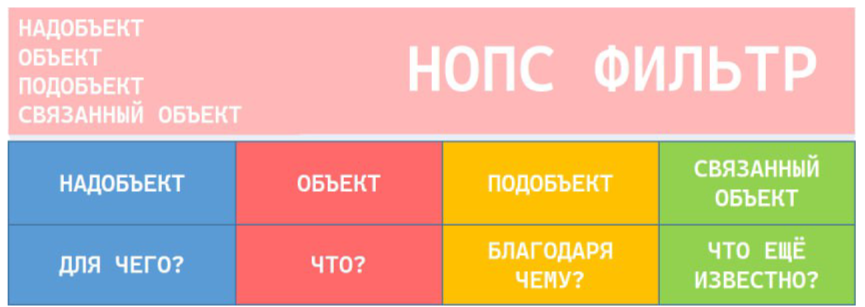 НАДОБЪЕКТ
ОБЪЕКТ
ПОДОБЪЕКТ
СВЯЗАННЫЙ ОБЪЕКТ
НОПС ФИЛЬТР
НАДОБЪЕКТ
ОБЪЕКТ
ПОДОБЪЕКТ
СВЯЗАННЫЙ
ОБЪЕКТ
ДЛЯ ЧЕГО?
ЧТО?
БЛАГОДАРЯ
ЧЕМУ?
ЧТО ЕЩЁ
ИЗВЕСТНО?